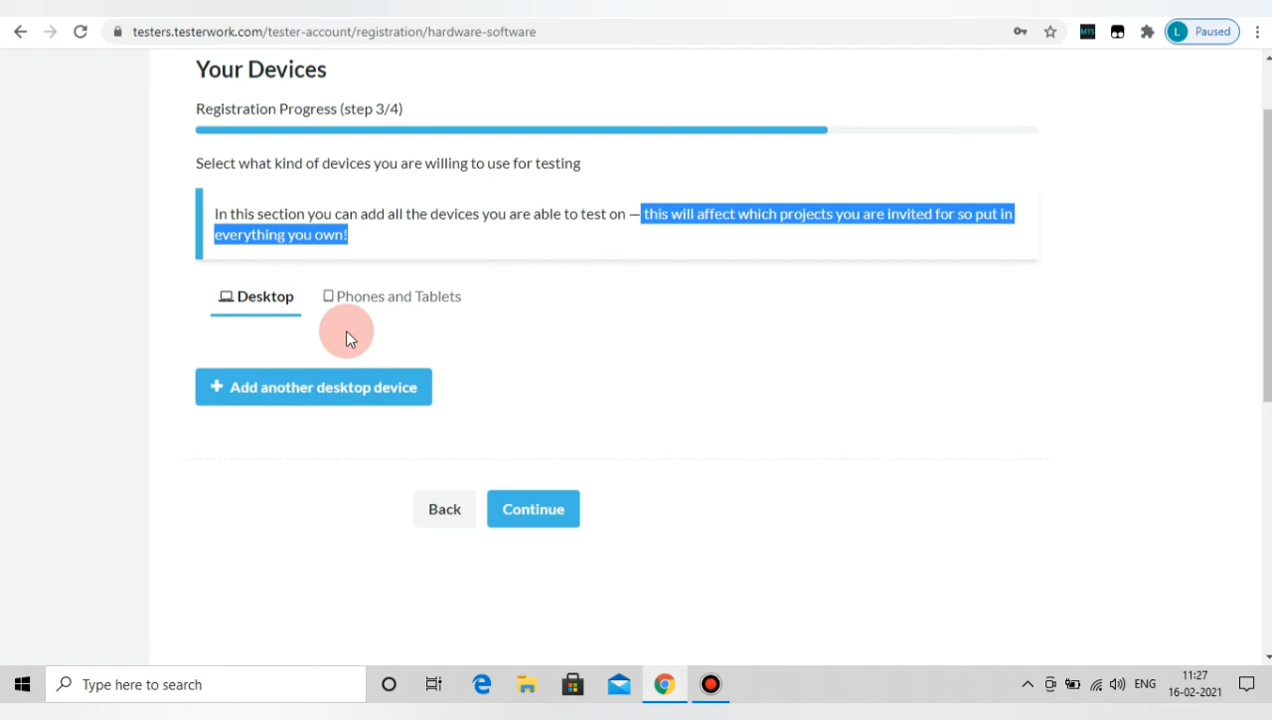 testers.testerwork.com/tester-account/registration/hardware-software
MTS
L
Paused
Your Devices
Registration Progress (step 3/4)
Select what kind of devices you are willing to use for testing
In this section you can add all the devices you are able to test on — this will affect which projects you are invited for so put in
everything you own!
Desktop
Phones and Tablets
+ Add another desktop device
Back
Continue
Type here to search
ENG
11:27
16-02-2021